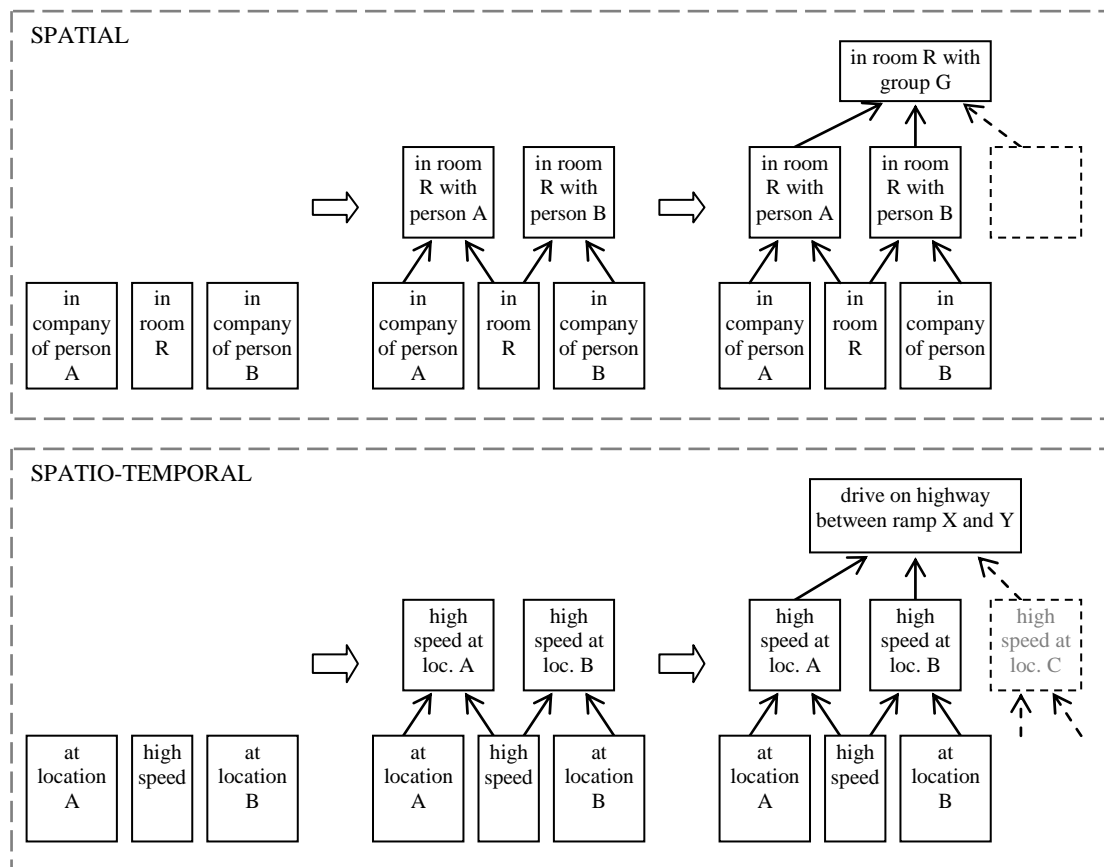 SPATIAL
in room R with
group G
in room
R with
person A
in room
R with
person B
in room
R with
person A
in room
R with
person B
in
company
of person
A
in
room
R
in
company
of person
B
in
company
of person
A
in
room
R
in
company
of person
B
in
company
of person
A
in
room
R
in
company
of person
B
SPATIO-TEMPORAL
drive on highway
between ramp X and Y
high
speed at
loc. A
high
speed at
loc. B
high
speed at
loc. A
high
speed at
loc. B
high
speed at
loc. C
at
location
A
high
speed
at
location
B
at
location
A
high
speed
at
location
B
at
location
A
high
speed
at
location
B